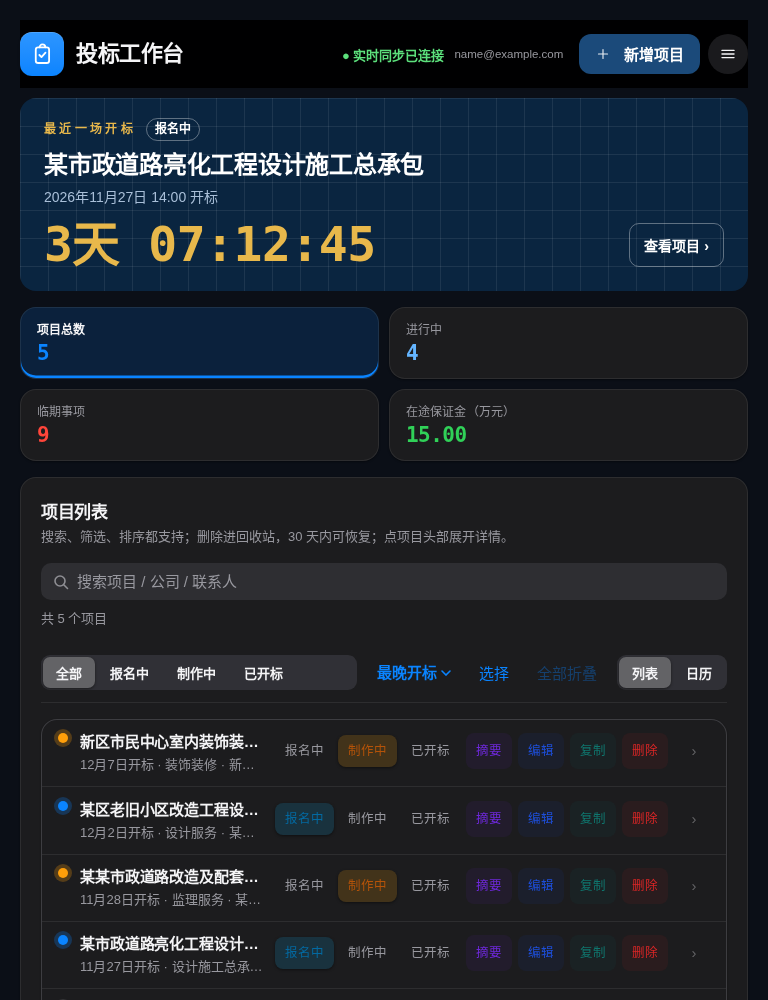 投标工作台
● 实时同步已连接 name@example.com
+ 新增项目
最近一场开标 报名中
某市政道路亮化工程设计施工总承包
2026年11月27日 14:00 开标
3天 07:12:45
查看项目 ›
项目总数
5
进行中
4
临期事项
9
在途保证金（万元）
15.00
项目列表
搜索、筛选、排序都支持；删除进回收站，30 天内可恢复；点项目头部展开详情。
搜索项目 / 公司 / 联系人
共 5 个项目
全部 报名中 制作中 已开标 最晚开标 选择 全部折叠 列表 日历
新区市民中心室内装饰装…
12月7日开标 · 装饰装修 · 新…
报名中 制作中 已开标 摘要 编辑 复制 删除 ›
某区老旧小区改造工程设…
12月2日开标 · 设计服务 · 某…
报名中 制作中 已开标 摘要 编辑 复制 删除 ›
某某市政道路改造及配套…
11月28日开标 · 监理服务 · 某…
报名中 制作中 已开标 摘要 编辑 复制 删除 ›
某市政道路亮化工程设计…
11月27日开标 · 设计施工总承…
报名中 制作中 已开标 摘要 编辑 复制 删除 ›